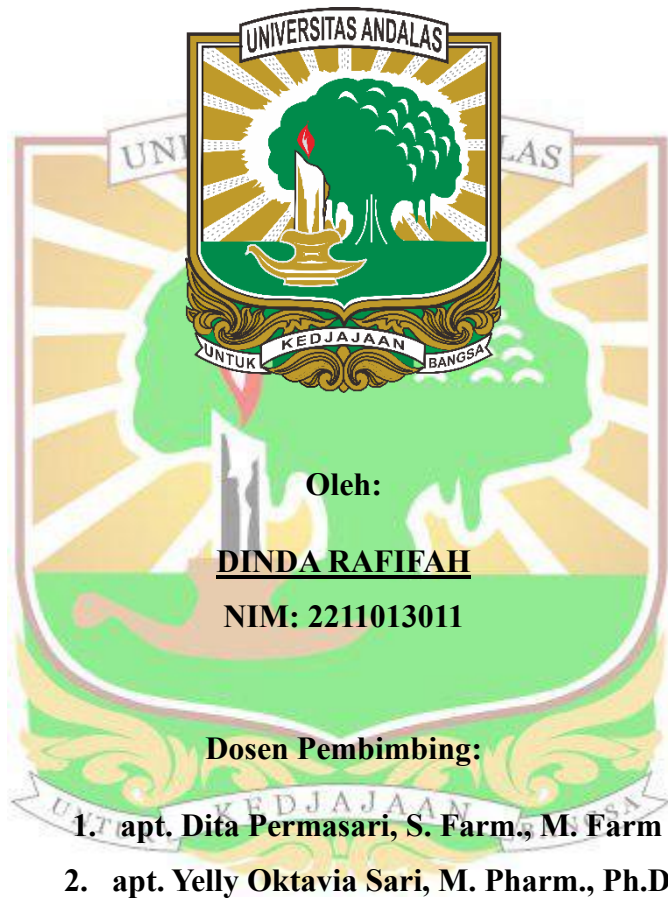 UNIVERSITAS ANDALAS
UNTUK KEDJAJAAN BANGSA
Oleh:
DINDA RAFIFAH
NIM: 2211013011
Dosen Pembimbing:
KEDJAJAAN
1. apt. Dita Permasari, S. Farm., M. Farm
2. apt. Yelly Oktavia Sari, M. Pharm., Ph.D